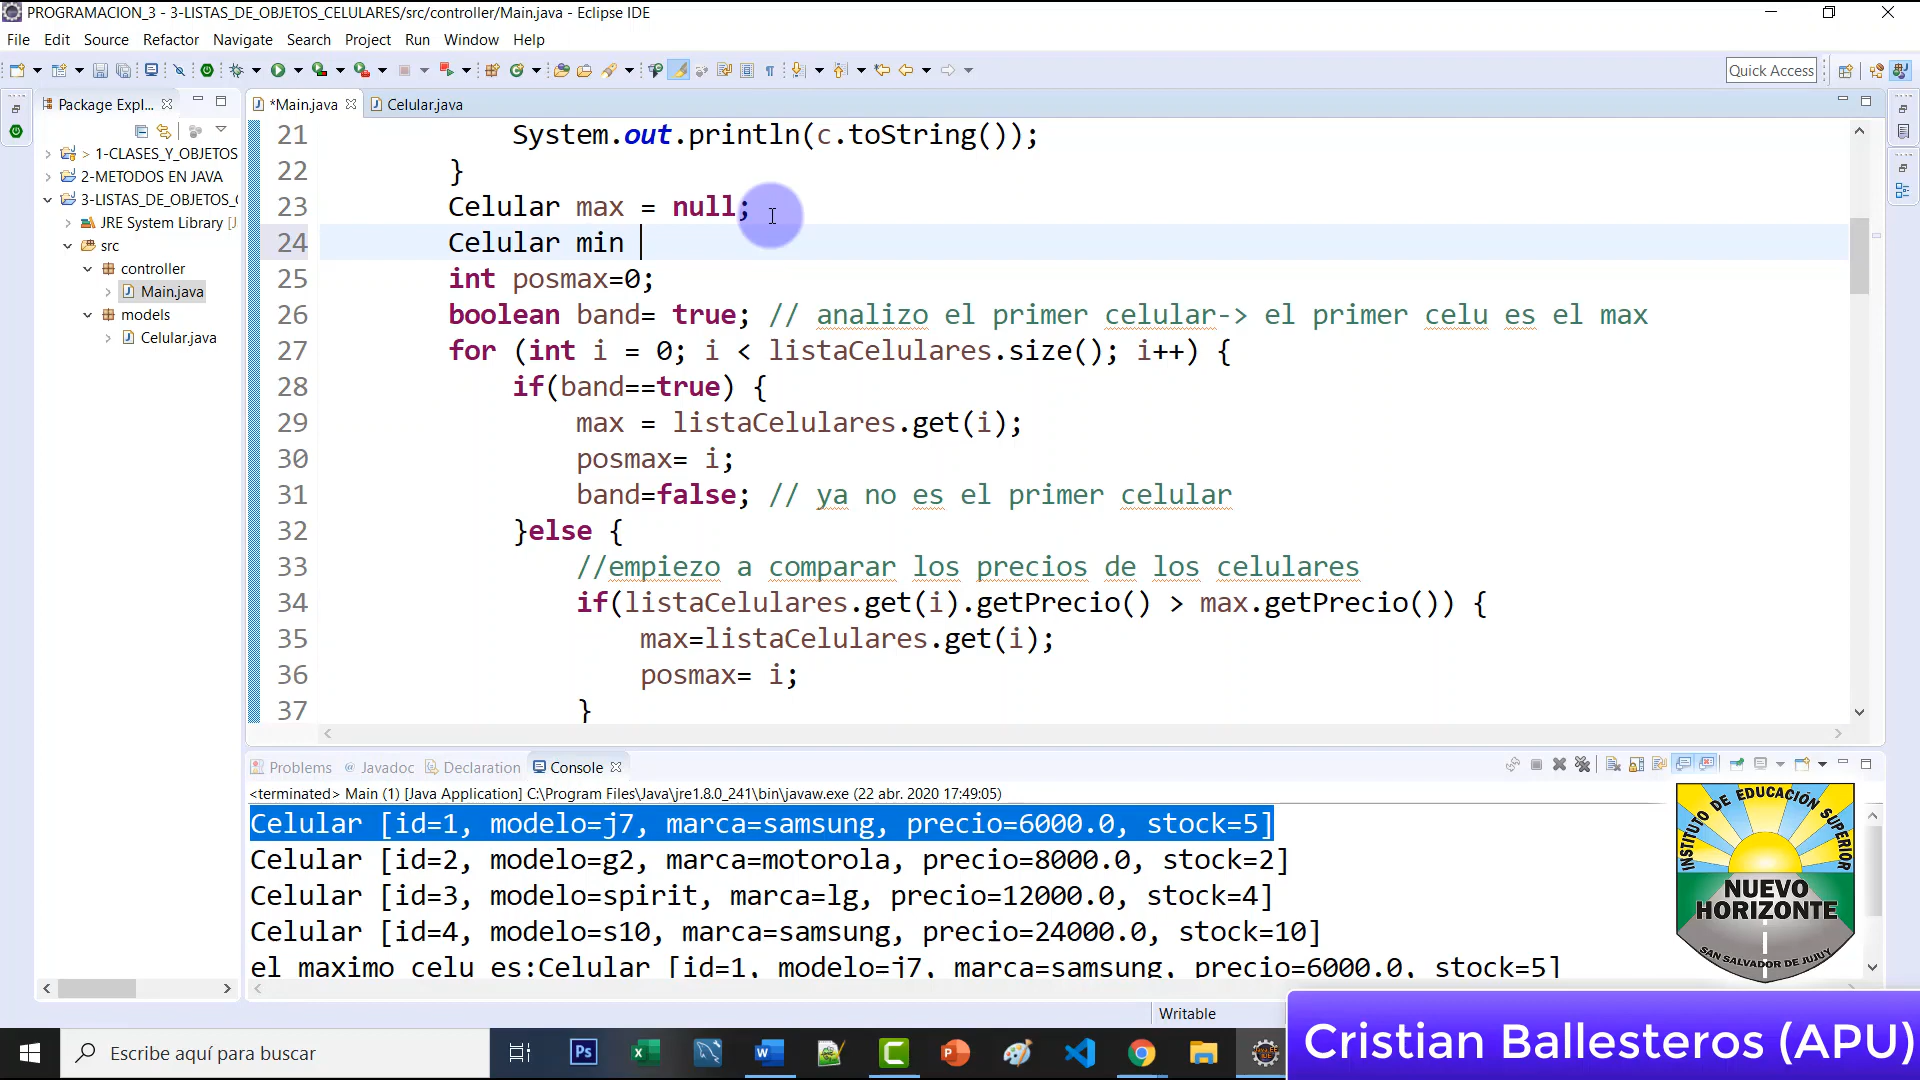 PROGRAMACION_3 - 3-LISTAS_DE_OBJETOS_CELULARES/src/controller/Main.java - Eclipse IDE
File Edit Source Refactor Navigate Search Project Run Window Help
Quick Access
Package Expl...
*Main.java
Celular.java
> 1-CLASES_Y_OBJETOS
2-METODOS EN JAVA
3-LISTAS_DE_OBJETOS_
JRE System Library [J
src
controller
Main.java
models
Celular.java
21 System.out.println(c.toString());
22 }
23 Celular max = null;
24 Celular min
25 int posmax=0;
26 boolean band= true; // analizo el primer celular-> el primer celu es el max
27 for (int i = 0; i < listaCelulares.size(); i++) {
28 if(band==true) {
29 max = listaCelulares.get(i);
30 posmax= i;
31 band=false; // ya no es el primer celular
32 }else {
33 //empiezo a comparar los precios de los celulares
34 if(listaCelulares.get(i).getPrecio() > max.getPrecio()) {
35 max=listaCelulares.get(i);
36 posmax= i;
37 }
Problems @ Javadoc Declaration Console
<terminated> Main (1) [Java Application] C:\Program Files\Java\jre1.8.0_241\bin\javaw.exe (22 abr. 2020 17:49:05)
Celular [id=1, modelo=j7, marca=samsung, precio=6000.0, stock=5]
Celular [id=2, modelo=g2, marca=motorola, precio=8000.0, stock=2]
Celular [id=3, modelo=spirit, marca=lg, precio=12000.0, stock=4]
Celular [id=4, modelo=s10, marca=samsung, precio=24000.0, stock=10]
el maximo celu es:Celular [id=1, modelo=j7, marca=samsung, precio=6000.0, stock=5]
INSTITUTO DE EDUCACIÓN SUPERIOR
NUEVO
HORIZONTE
SAN SALVADOR DE JUJUY
Writable
Cristian Ballesteros (APU)
Escribe aquí para buscar